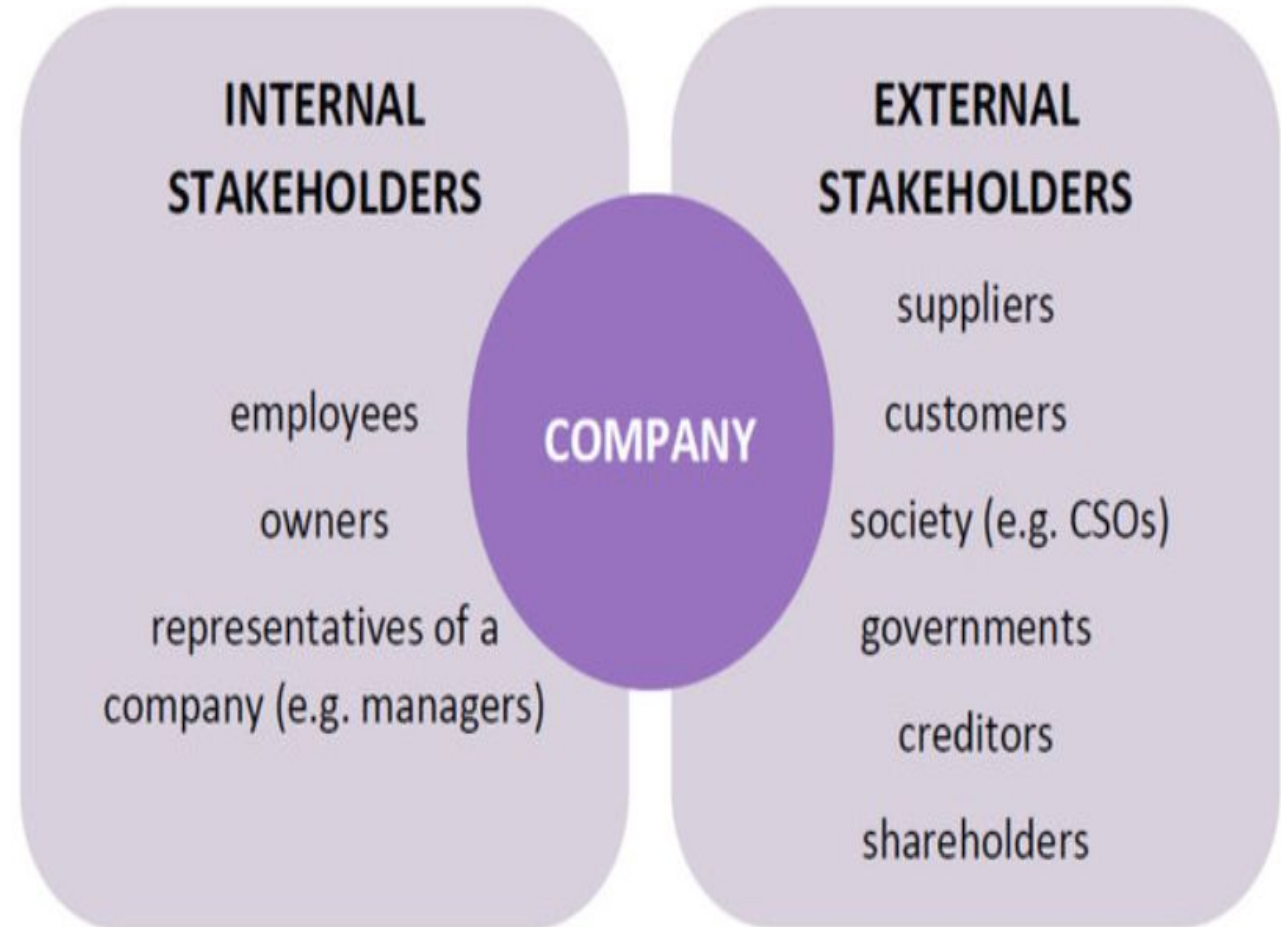 INTERNAL
STAKEHOLDERS
employees
owners
representatives of a
company (e.g. managers)
COMPANY
EXTERNAL
STAKEHOLDERS
suppliers
customers
society (e.g. CSOs)
governments
creditors
shareholders